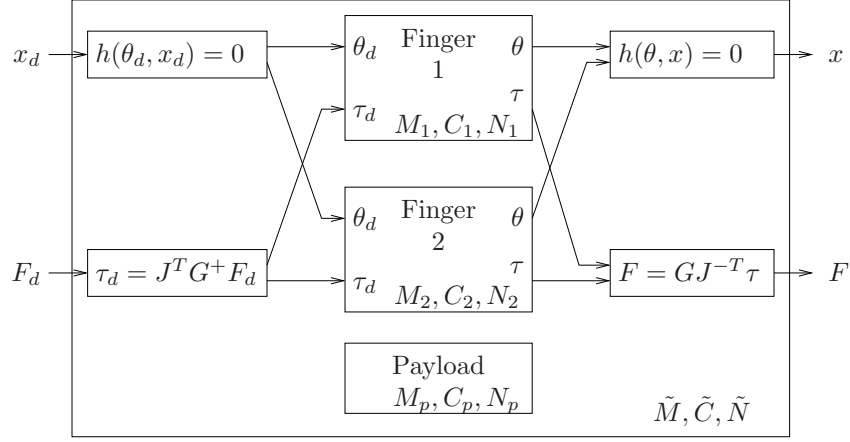 x_d
h(θ_d, x_d) = 0
θ_d
Finger
1
θ
τ
τ_d
M_1, C_1, N_1
h(θ, x) = 0
x
θ_d
Finger
2
θ
τ
τ_d
M_2, C_2, N_2
F_d
τ_d = J^T G^+ F_d
F = GJ^{-T} τ
F
Payload
M_p, C_p, N_p
M̃, C̃, Ñ